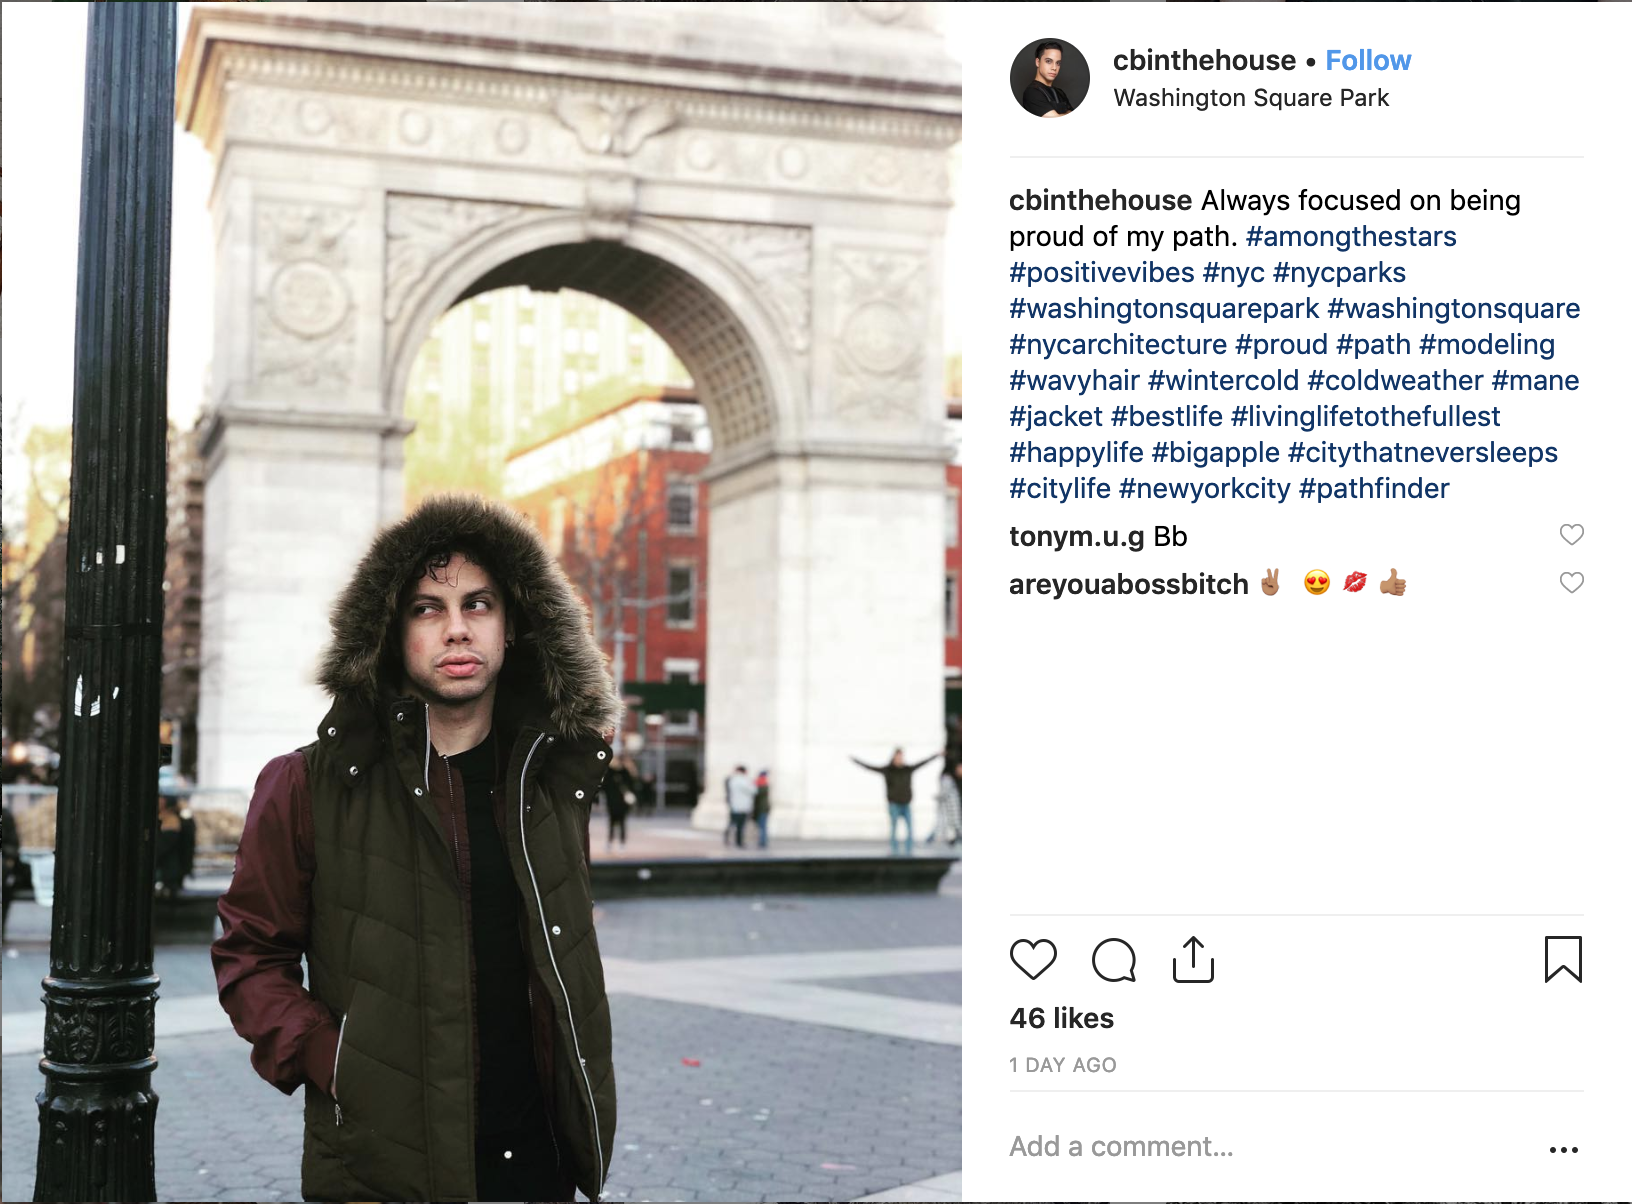 cbinthehouse • Follow
Washington Square Park
cbinthehouse Always focused on being
proud of my path. #amongthestars
#positivevibes #nyc #nycparks
#washingtonsquarepark #washingtonsquare
#nycarchitecture #proud #path #modeling
#wavyhair #wintercold #coldweather #mane
#jacket #bestlife #livinglifetothefullest
#happylife #bigapple #citythatneversleeps
#citylife #newyorkcity #pathfinder
tonym.u.g Bb
areyouabossbitch ✌🏽 😍 💋 👍🏽
46 likes
1 DAY AGO
Add a comment...